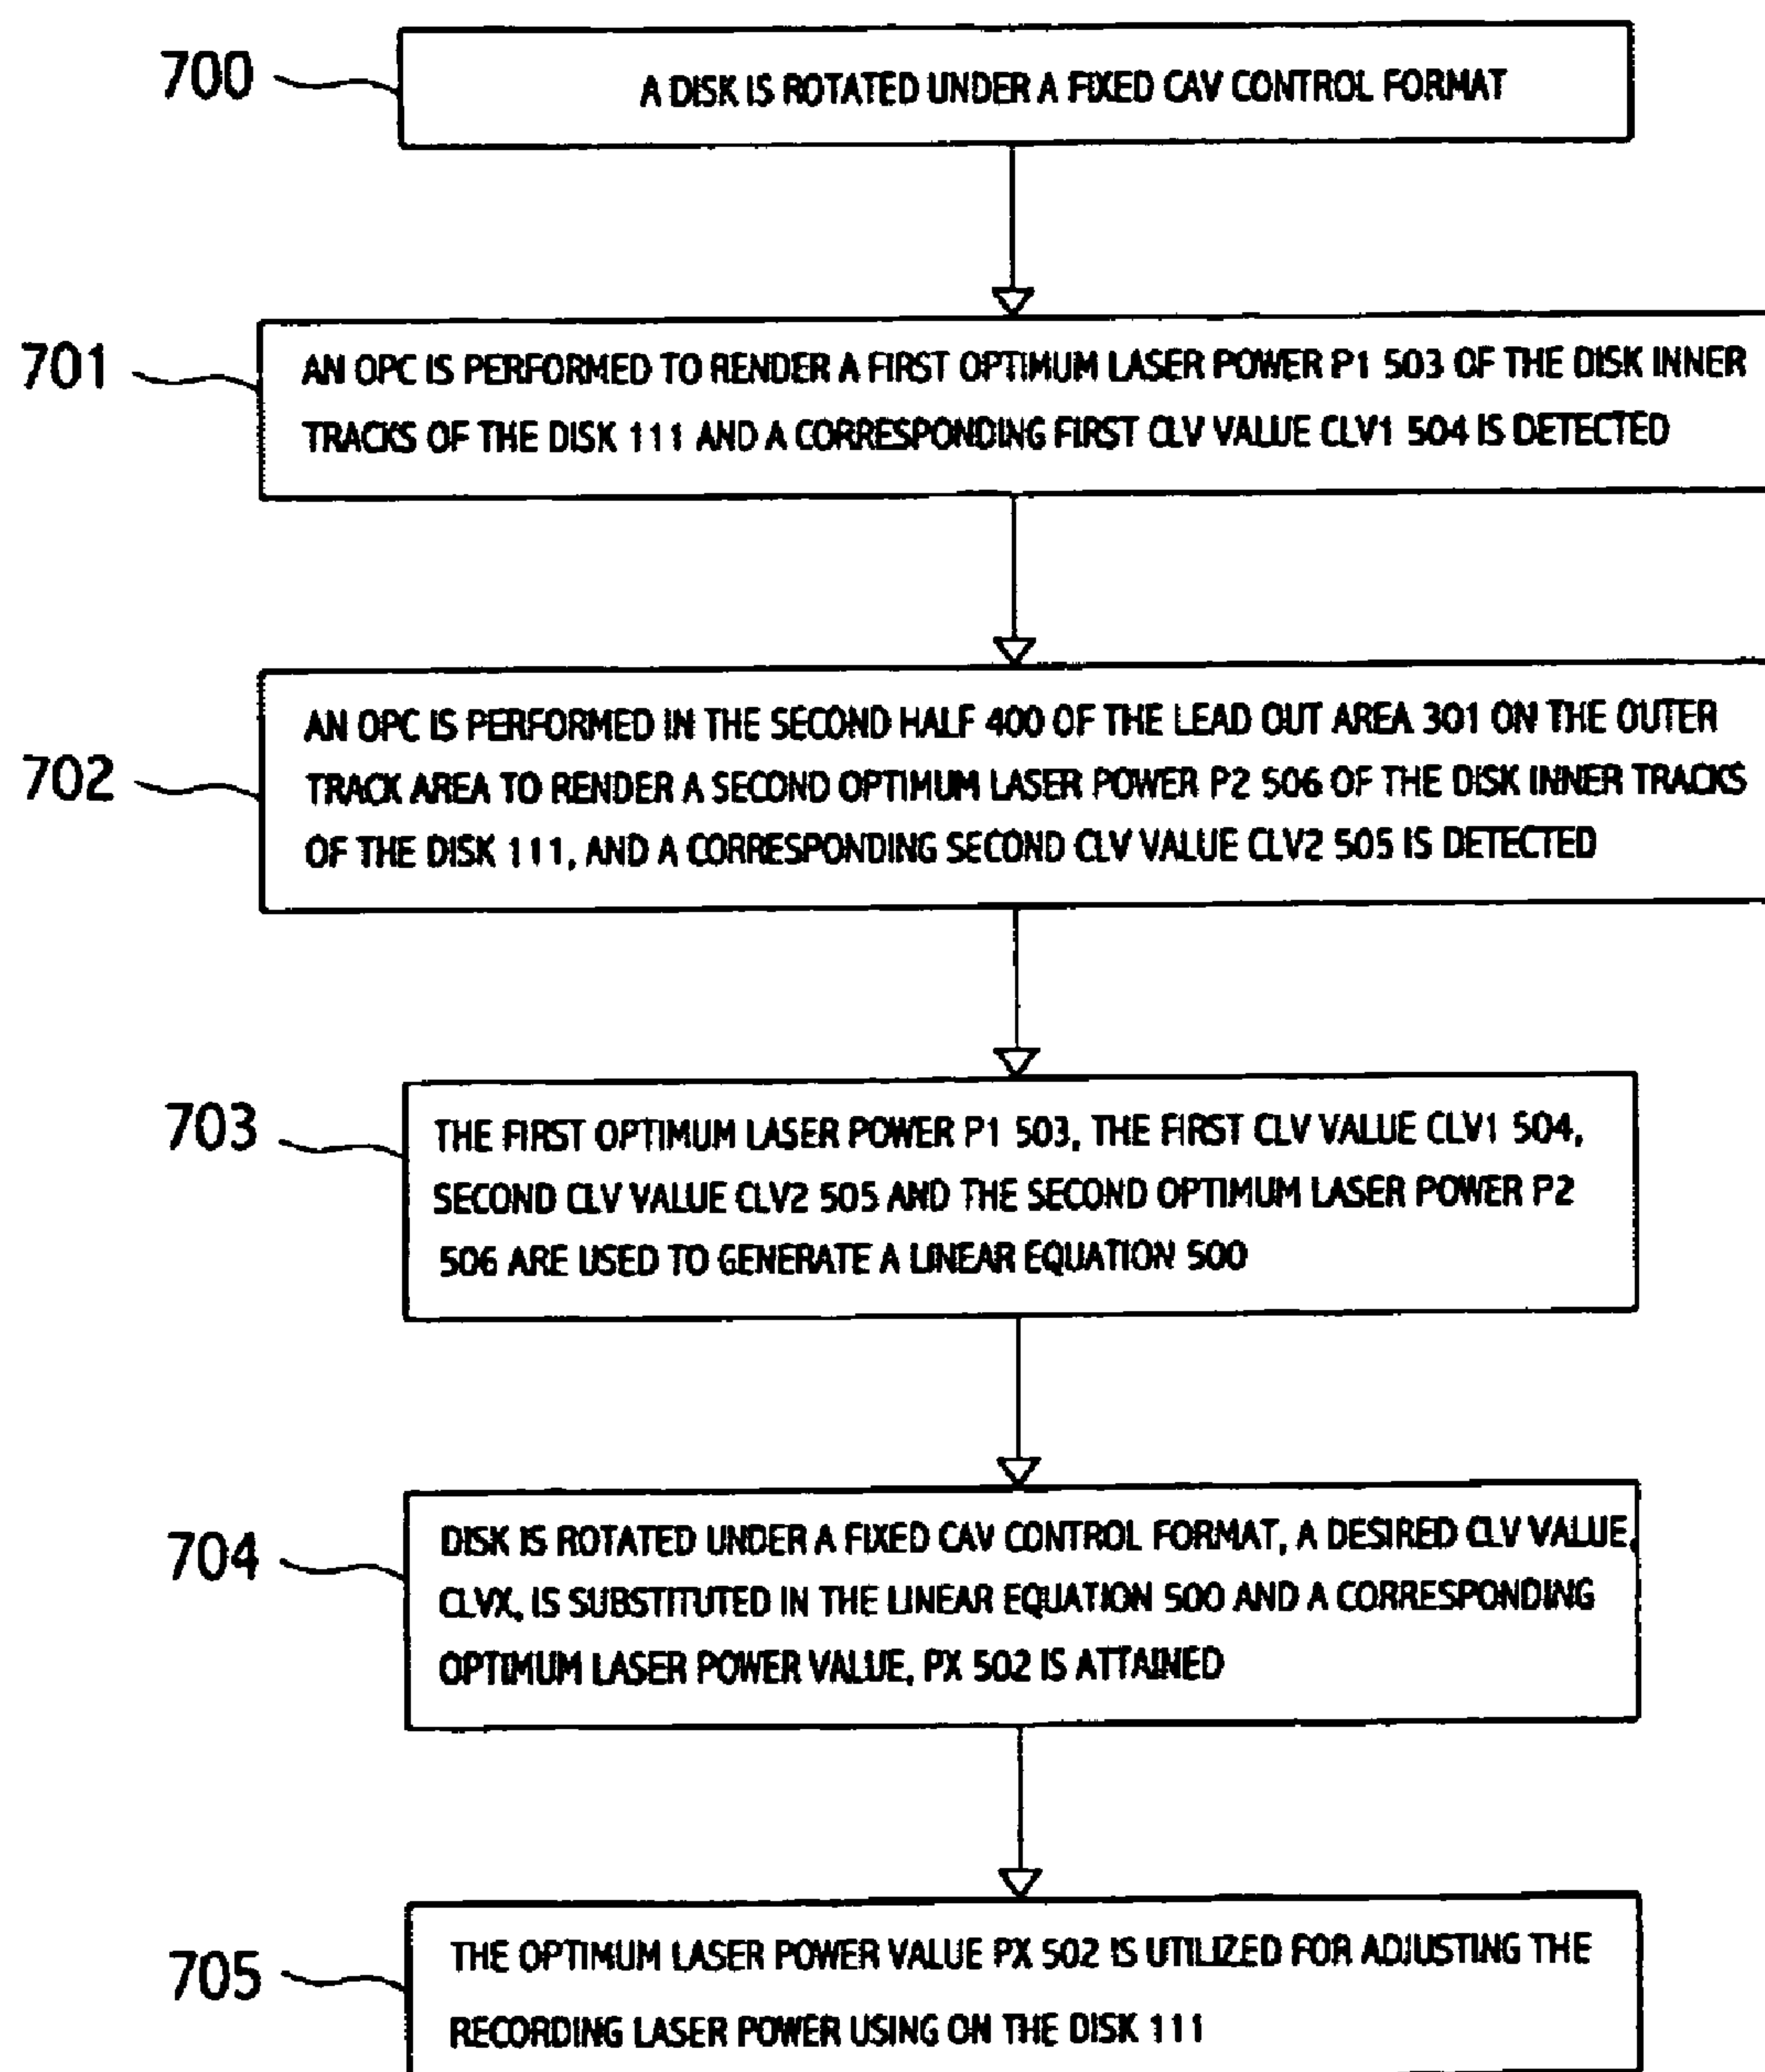 700
A DISK IS ROTATED UNDER A FIXED CAV CONTROL FORMAT
701
AN OPC IS PERFORMED TO RENDER A FIRST OPTIMUM LASER POWER P1 503 OF THE DISK INNER
TRACKS OF THE DISK 111 AND A CORRESPONDING FIRST CLV VALUE CLV1 504 IS DETECTED
702
AN OPC IS PERFORMED IN THE SECOND HALF 400 OF THE LEAD OUT AREA 301 ON THE OUTER
TRACK AREA TO RENDER A SECOND OPTIMUM LASER POWER P2 506 OF THE DISK INNER TRACKS
OF THE DISK 111, AND A CORRESPONDING SECOND CLV VALUE CLV2 505 IS DETECTED
703
THE FIRST OPTIMUM LASER POWER P1 503, THE FIRST CLV VALUE CLV1 504,
SECOND CLV VALUE CLV2 505 AND THE SECOND OPTIMUM LASER POWER P2
506 ARE USED TO GENERATE A LINEAR EQUATION 500
704
DISK IS ROTATED UNDER A FIXED CAV CONTROL FORMAT, A DESIRED CLV VALUE,
CLVX, IS SUBSTITUTED IN THE LINEAR EQUATION 500 AND A CORRESPONDING
OPTIMUM LASER POWER VALUE, PX 502 IS ATTAINED
705
THE OPTIMUM LASER POWER VALUE PX 502 IS UTILIZED FOR ADJUSTING THE
RECORDING LASER POWER USING ON THE DISK 111